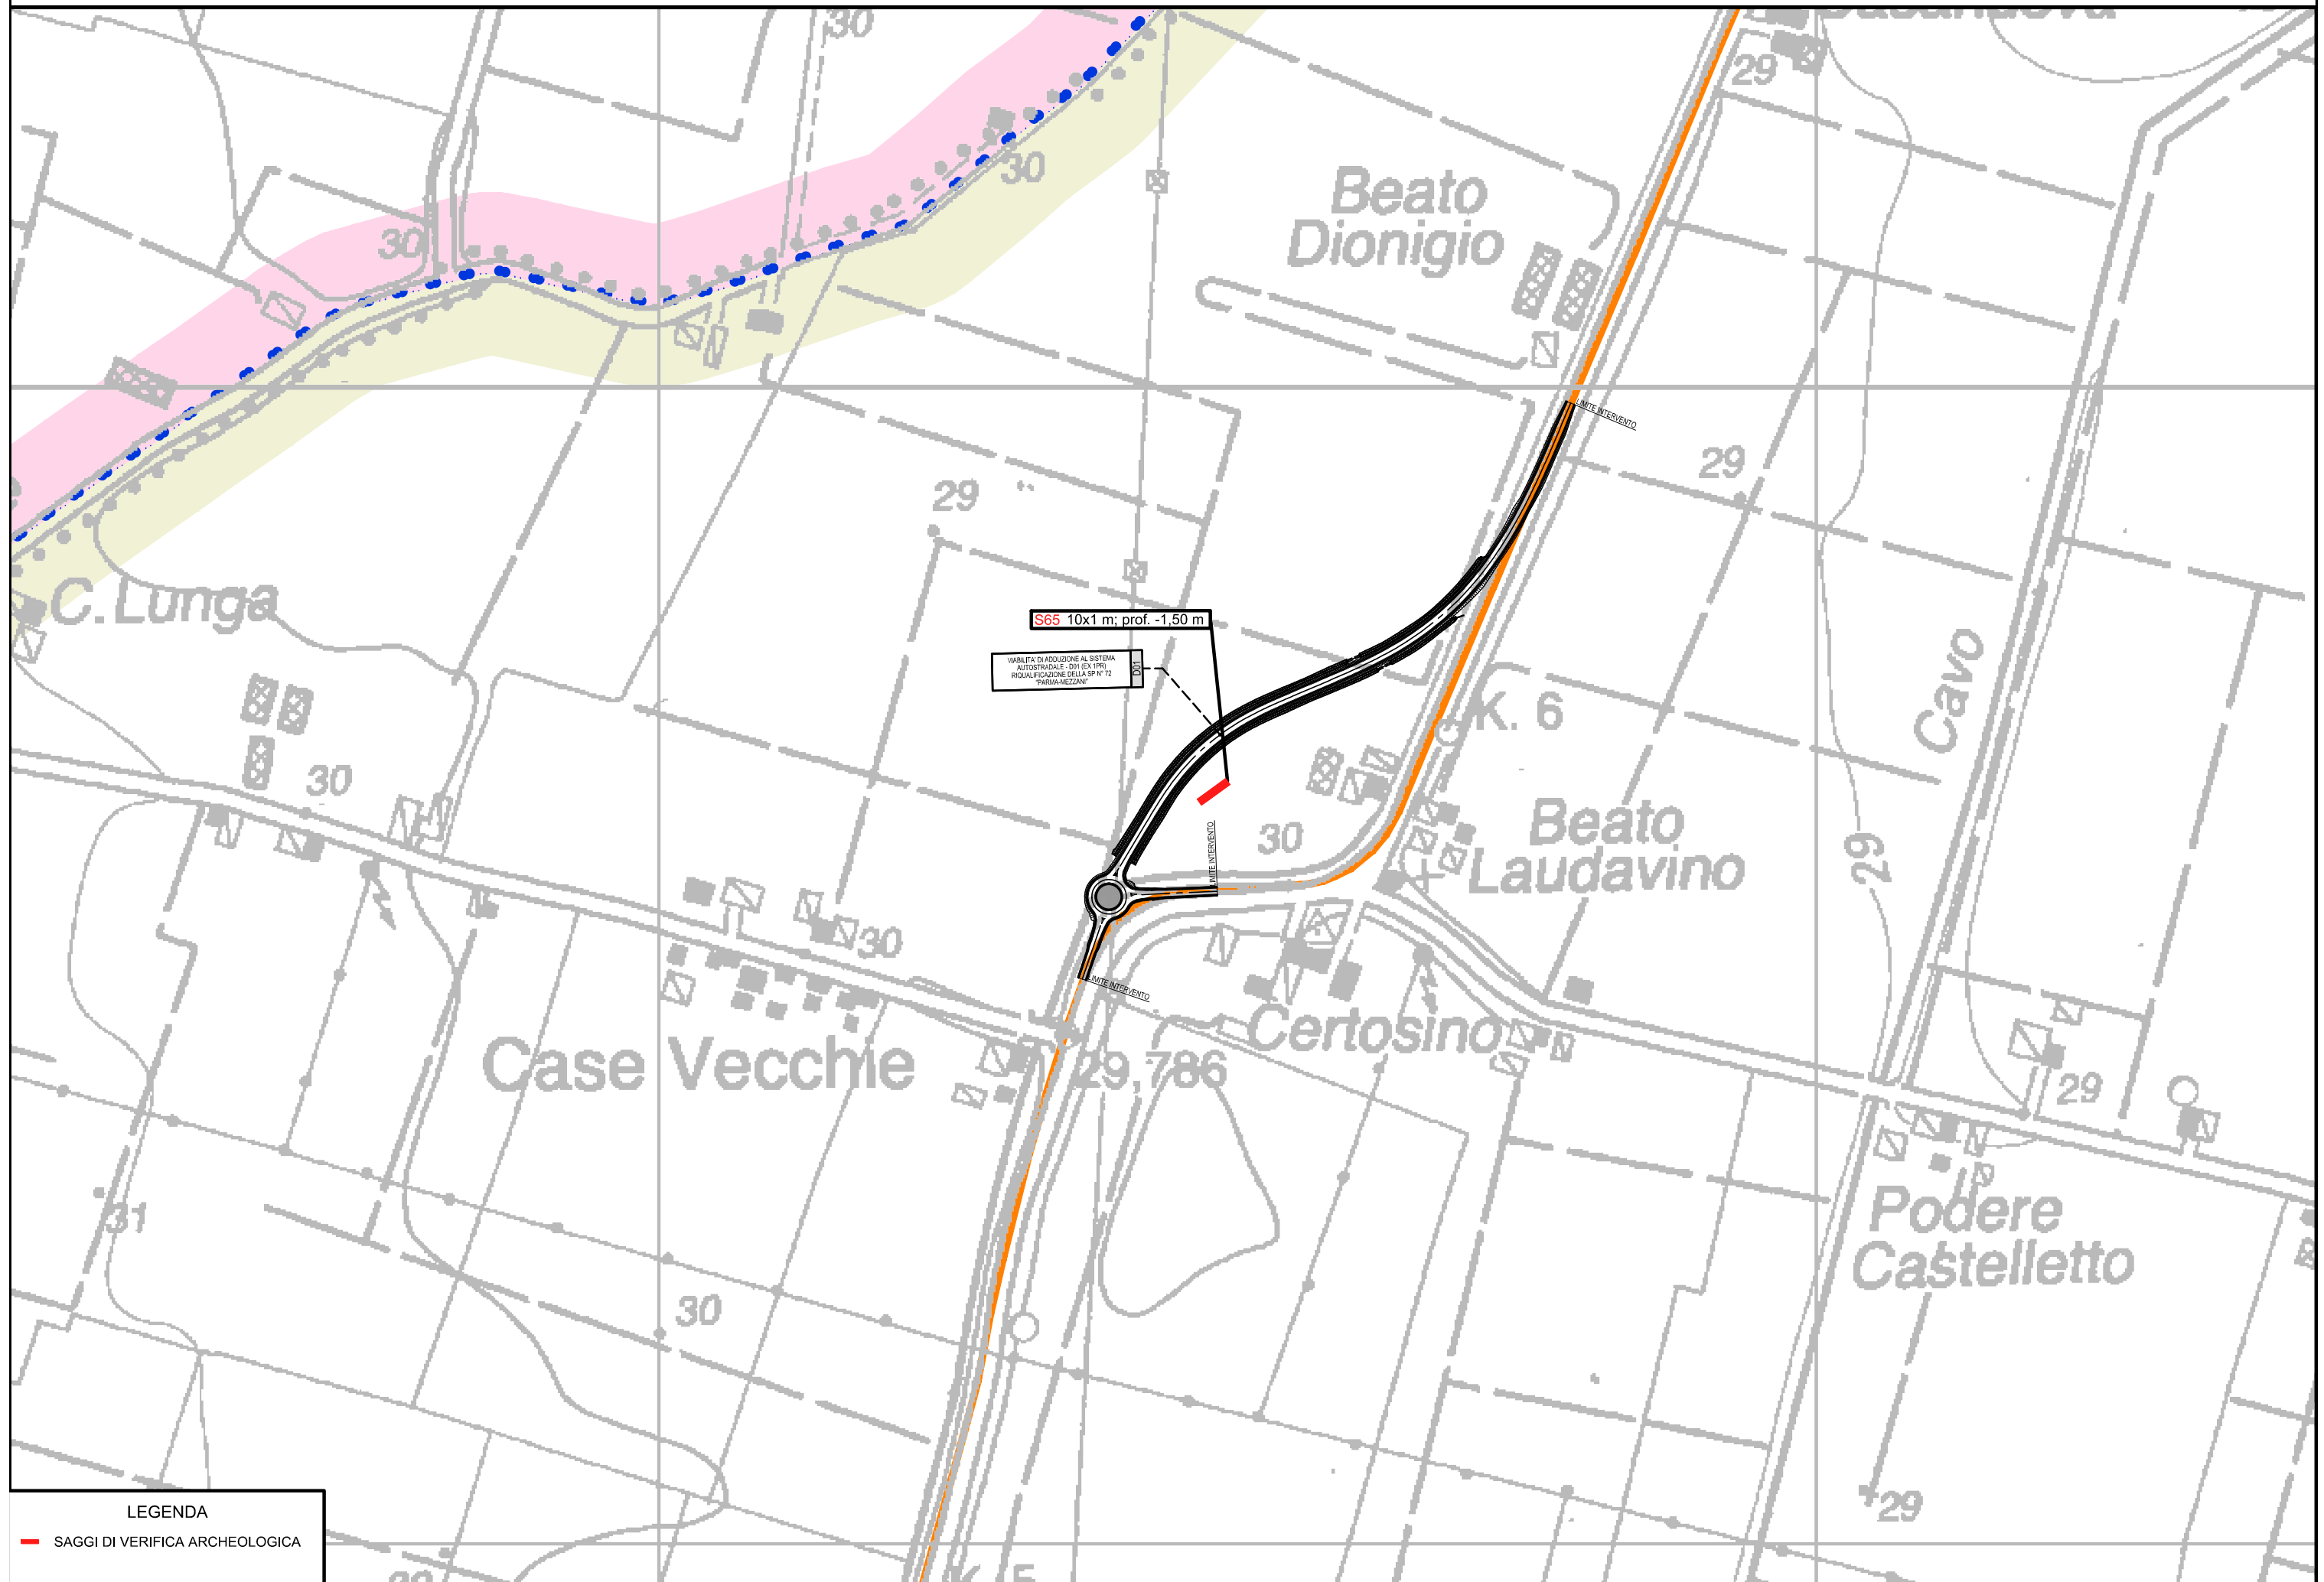 30
29
Beato
Dionigio
30
30
LIMITE INTERVENTO
29
29
C.Lunga
S65 10x1 m; prof. -1,50 m
VIABILITA' DI ADDUZIONE AL SISTEMA
AUTOSTRADALE - D01 (EX 1PR)
RIQUALIFICAZIONE DELLA SP N° 72
"PARMA-MEZZANI"
D01
K. 6
Cavo
30
30
LIMITE INTERVENTO
Beato
Laudavino
29
30
LIMITE INTERVENTO
Certosino
Case Vecchie
29,786
29
31
Podere
Castelletto
30
29
LEGENDA
SAGGI DI VERIFICA ARCHEOLOGICA